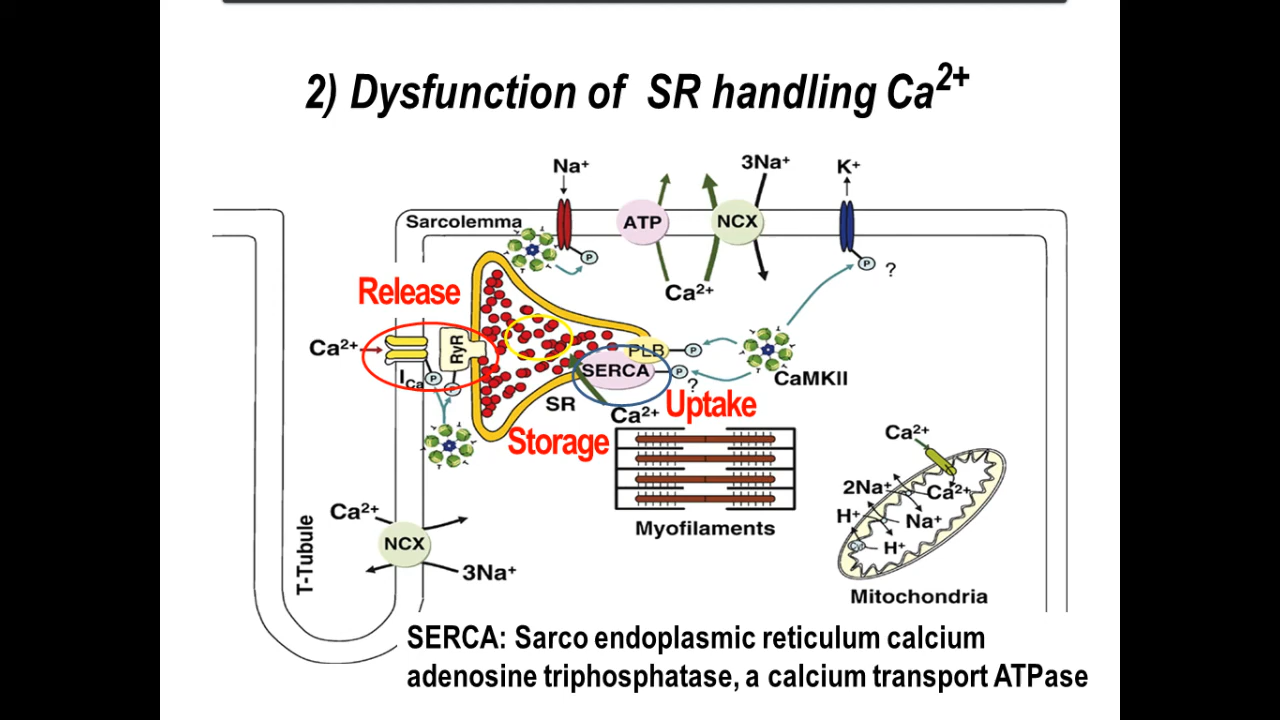 2) Dysfunction of SR handling Ca2+
Na+
3Na+
K+
Sarcolemma
ATP
NCX
P
P
?
Ca2+
Release
Ca2+
RyR
PLB
P
ICa
P
P
SERCA
P
?
CaMKII
SR
Ca2+
Uptake
Storage
Ca2+
2Na+
Ca2+
H+
Na+
H+
Myofilaments
Mitochondria
Ca2+
NCX
3Na+
T-Tubule
SERCA: Sarco endoplasmic reticulum calcium
adenosine triphosphatase, a calcium transport ATPase